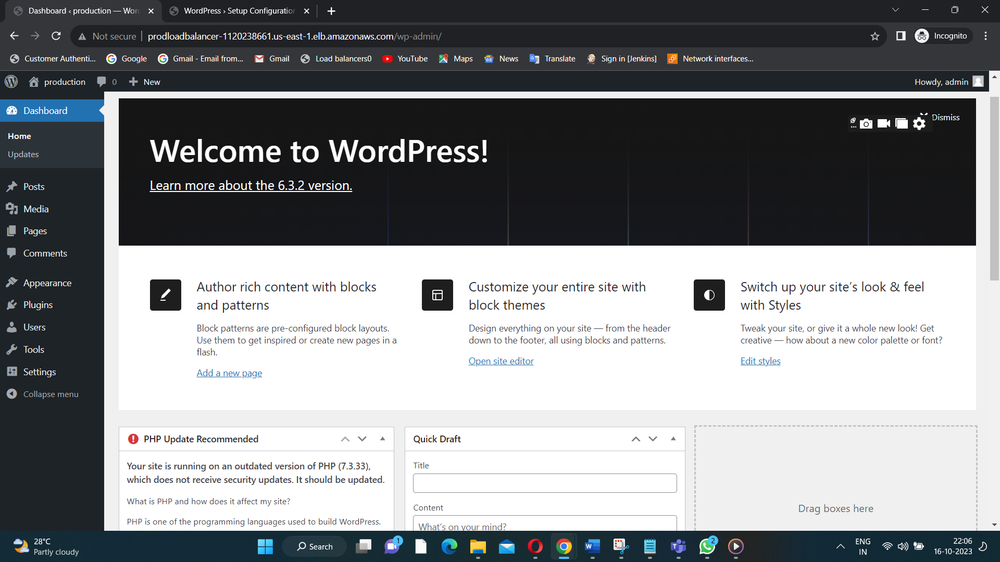 Dashboard ‹ production — Wor
WordPress › Setup Configuration
Not secure
prodloadbalancer-1120238661.us-east-1.elb.amazonaws.com/wp-admin/
Incognito
Customer Authenti...
Google
Gmail - Email from...
Gmail
Load balancers0
YouTube
Maps
News
Translate
Sign in [Jenkins]
Network interfaces...
production
0
New
Howdy, admin
Dashboard
Home
Updates
Posts
Media
Pages
Comments
Appearance
Plugins
Users
Tools
Settings
Collapse menu
Dismiss
Welcome to WordPress!
Learn more about the 6.3.2 version.
Author rich content with blocks
and patterns
Block patterns are pre-configured block layouts.
Use them to get inspired or create new pages in a
flash.
Add a new page
Customize your entire site with
block themes
Design everything on your site — from the header
down to the footer, all using blocks and patterns.
Open site editor
Switch up your site’s look & feel
with Styles
Tweak your site, or give it a whole new look! Get
creative — how about a new color palette or font?
Edit styles
PHP Update Recommended
Your site is running on an outdated version of PHP (7.3.33),
which does not receive security updates. It should be updated.
What is PHP and how does it affect my site?
PHP is one of the programming languages used to build WordPress.
Quick Draft
Title
Content
What’s on your mind?
Drag boxes here
28°C
Partly cloudy
Search
1
2
ENG
IN
22:06
16-10-2023